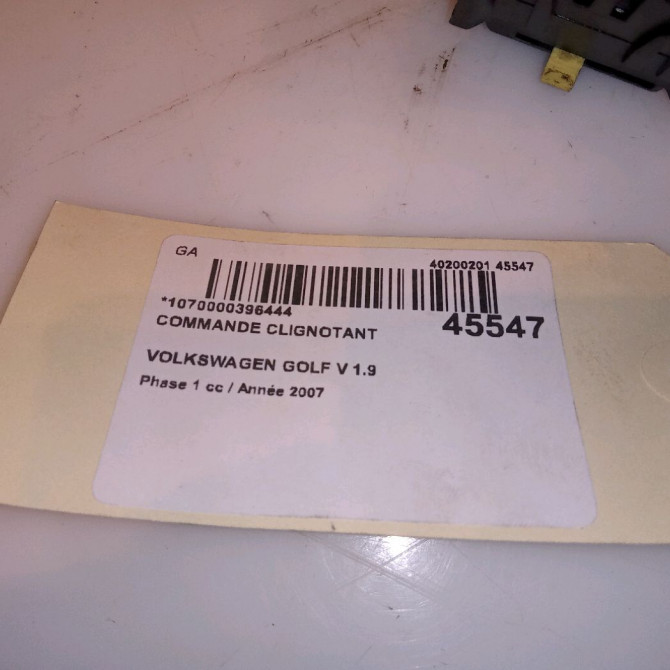 GA
40200201 45547
*1070000396444
45547
COMMANDE CLIGNOTANT
VOLKSWAGEN GOLF V 1.9
Phase 1 cc / Année 2007